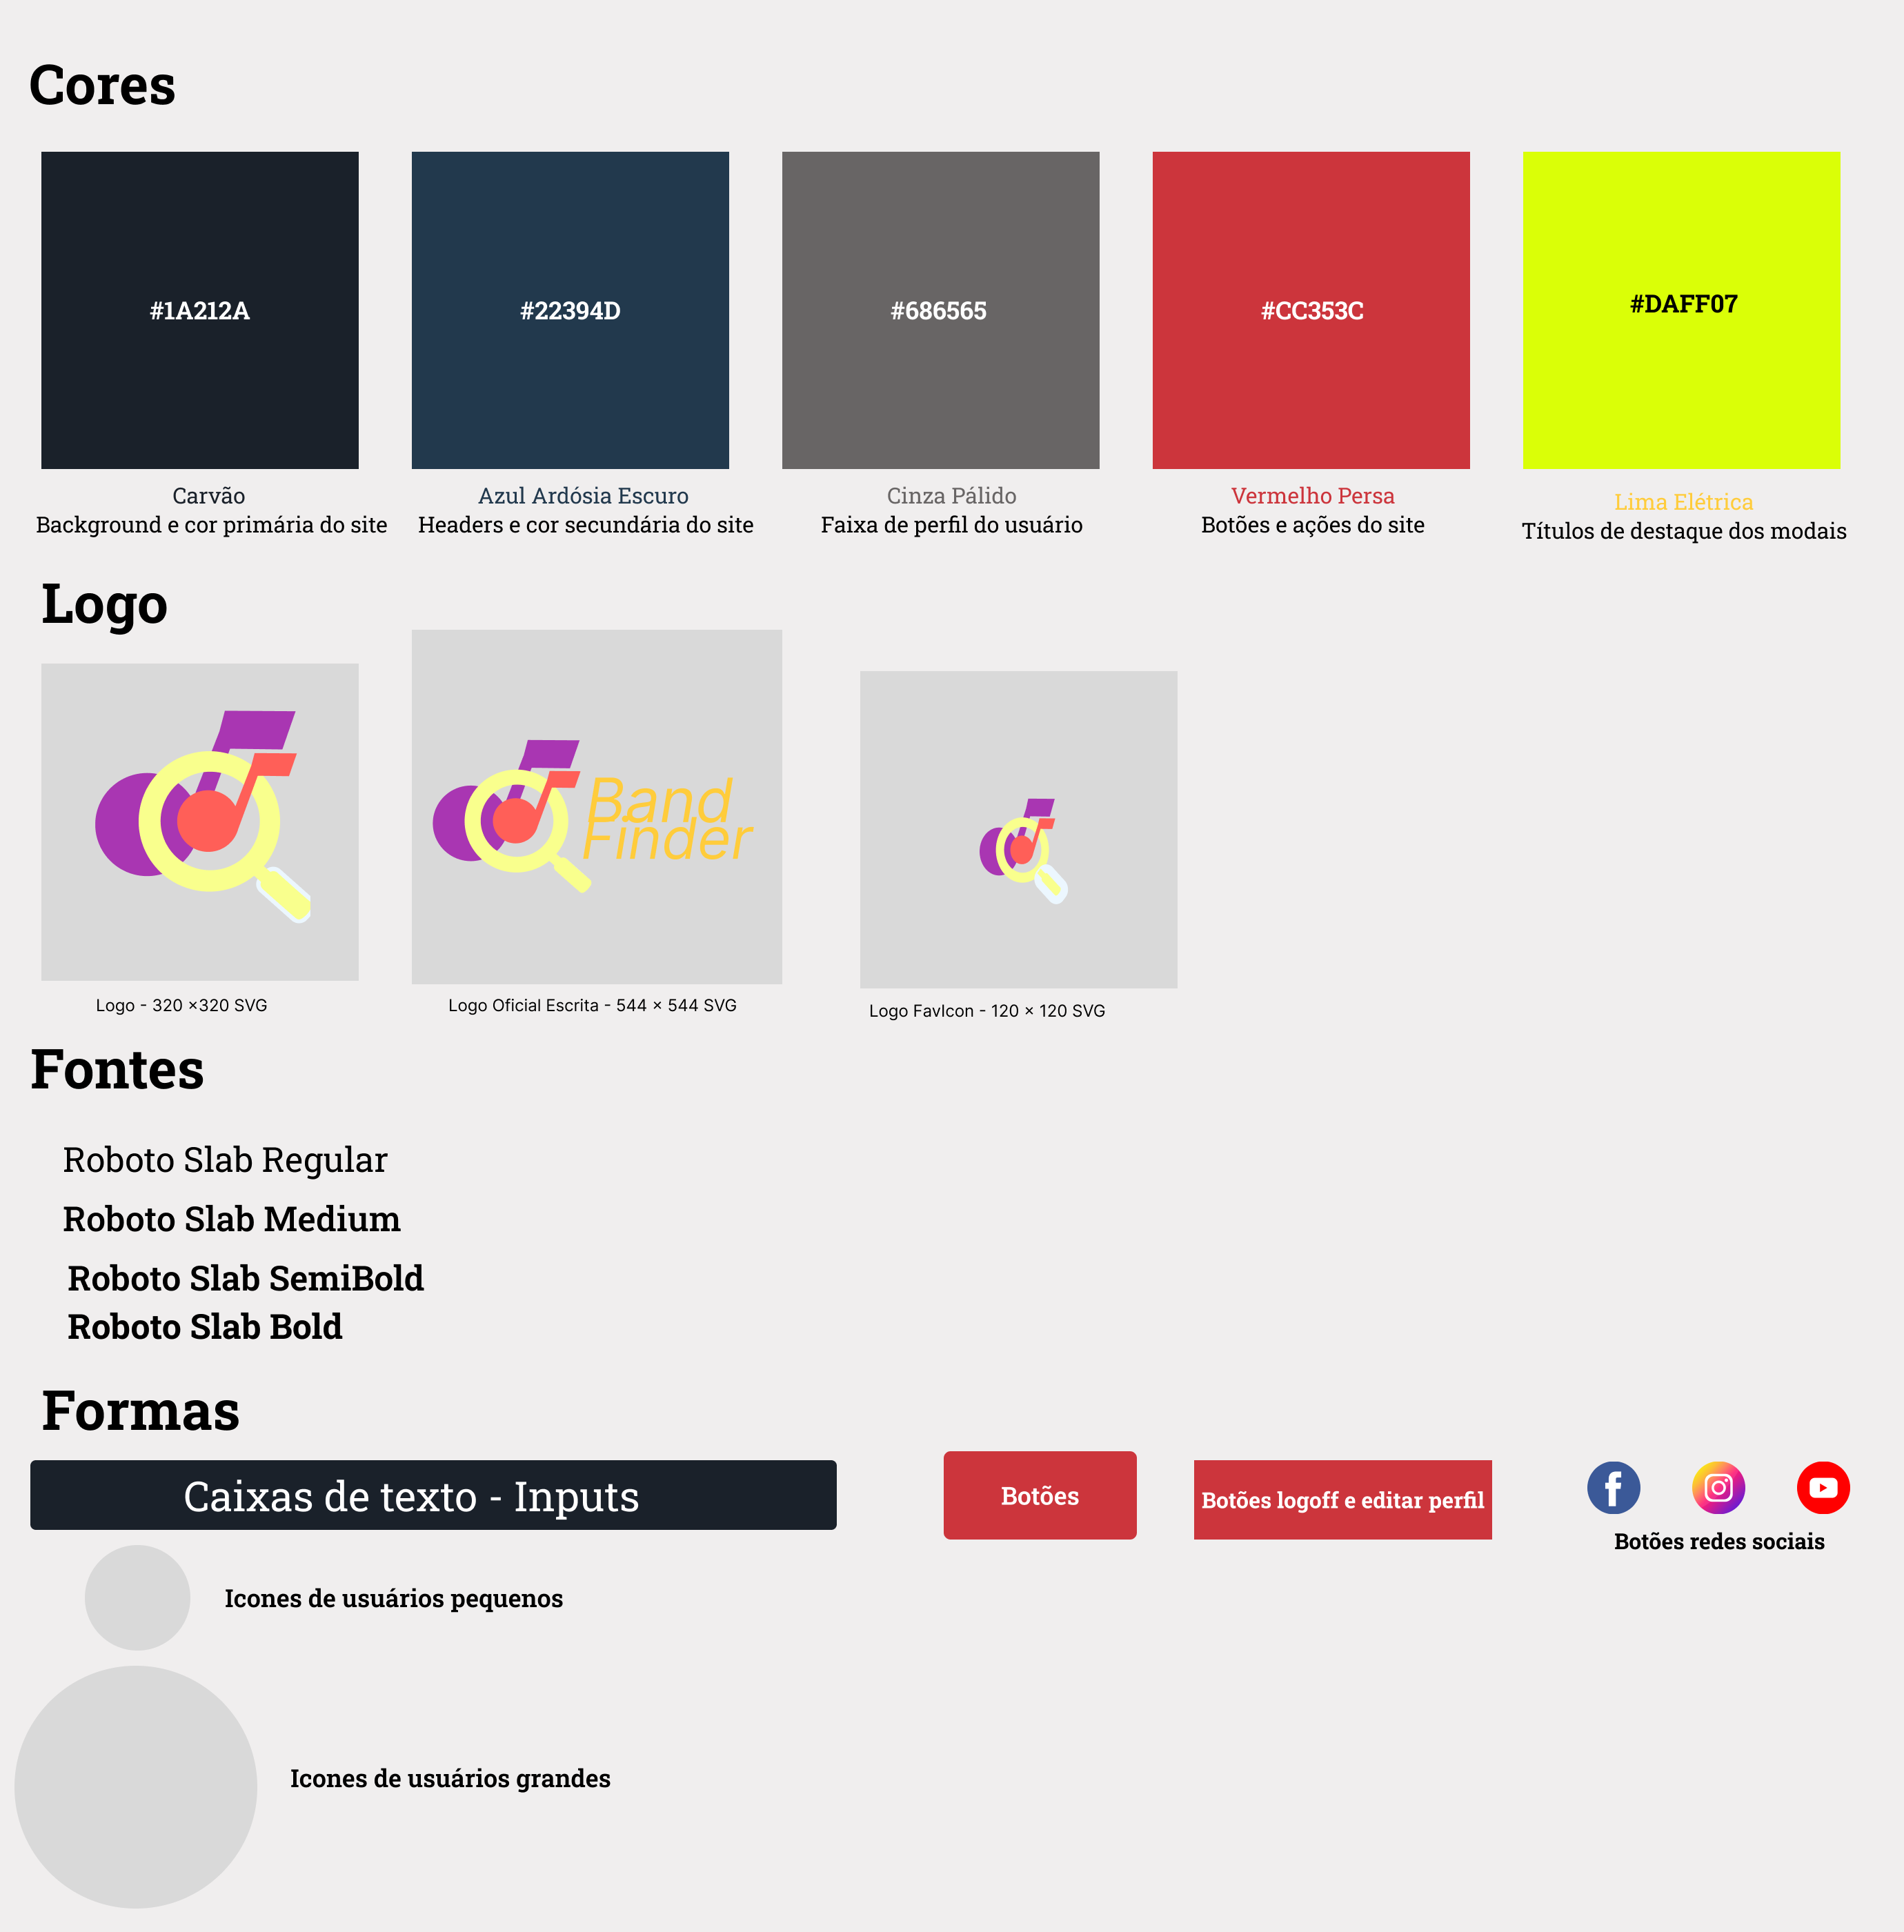 Cores
#1A212A
#22394D
#686565
#CC353C
#DAFF07
Carvão
Background e cor primária do site
Azul Ardósia Escuro
Headers e cor secundária do site
Cinza Pálido
Faixa de perfil do usuário
Vermelho Persa
Botões e ações do site
Lima Elétrica
Títulos de destaque dos modais
Logo
Band
Finder
Logo - 320 ×320 SVG
Logo Oficial Escrita - 544 × 544 SVG
Logo FavIcon - 120 × 120 SVG
Fontes
Roboto Slab Regular
Roboto Slab Medium
Roboto Slab SemiBold
Roboto Slab Bold
Formas
Caixas de texto - Inputs
Botões
Botões logoff e editar perfil
Botões redes sociais
Icones de usuários pequenos
Icones de usuários grandes